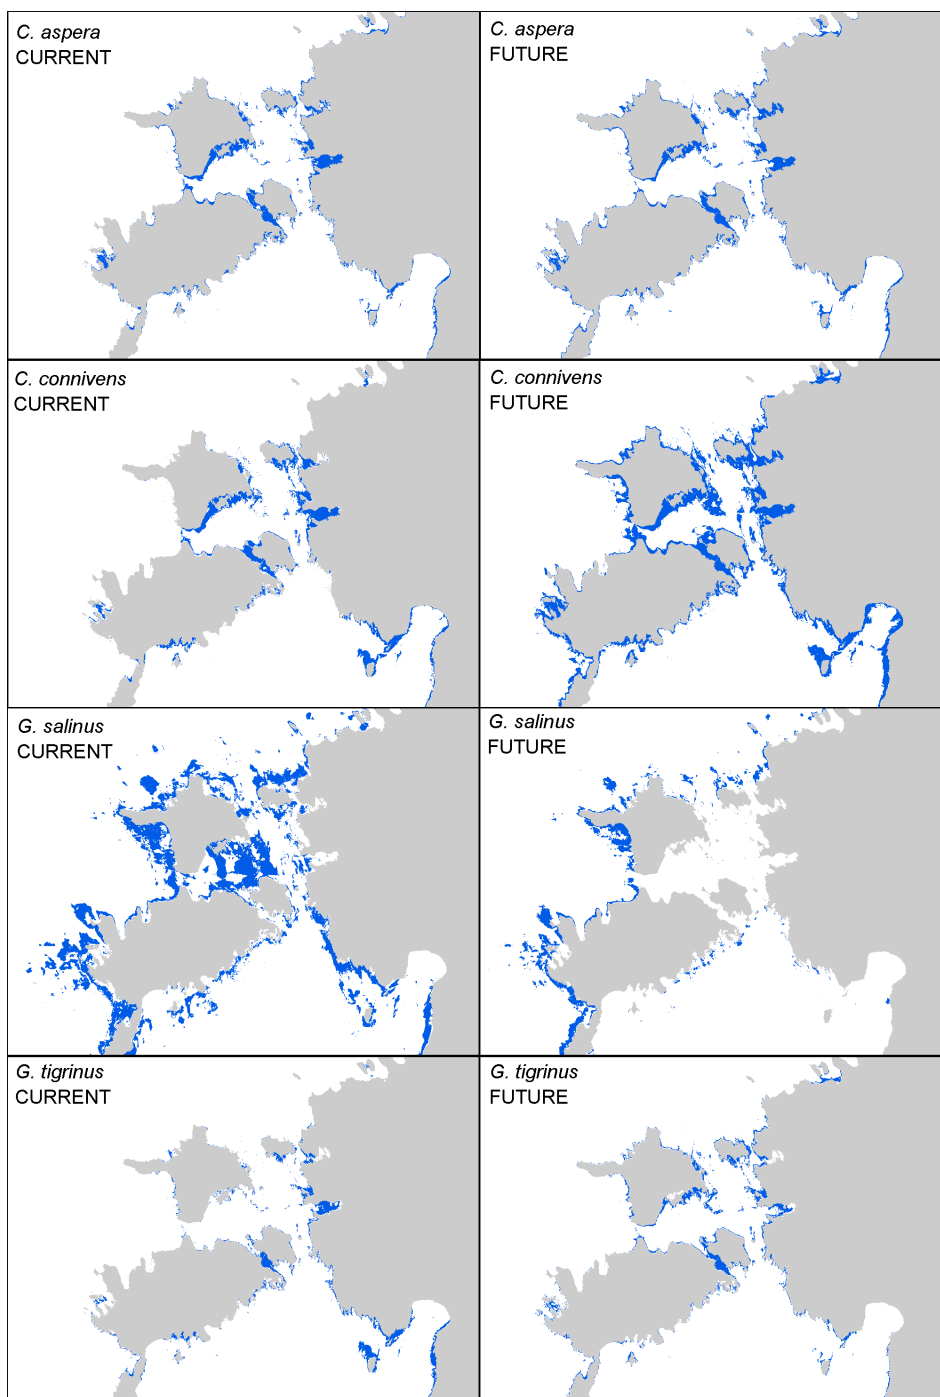 C. aspera
CURRENT
C. aspera
FUTURE
C. connivens
CURRENT
C. connivens
FUTURE
G. salinus
CURRENT
G. salinus
FUTURE
G. tigrinus
CURRENT
G. tigrinus
FUTURE